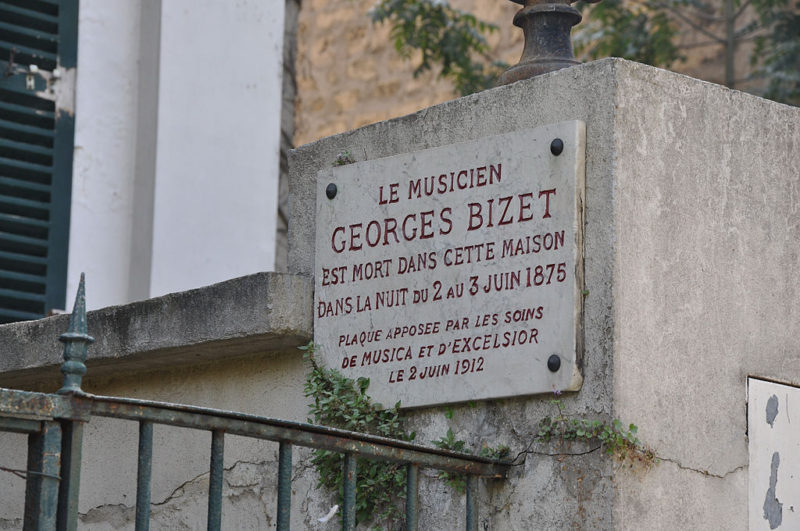 LE MUSICIEN
GEORGES BIZET
EST MORT DANS CETTE MAISON
DANS LA NUIT DU 2 AU 3 JUIN 1875
PLAQUE APPOSEE PAR LES SOINS
DE MUSICA ET D'EXCELSIOR
LE 2 JUIN 1912